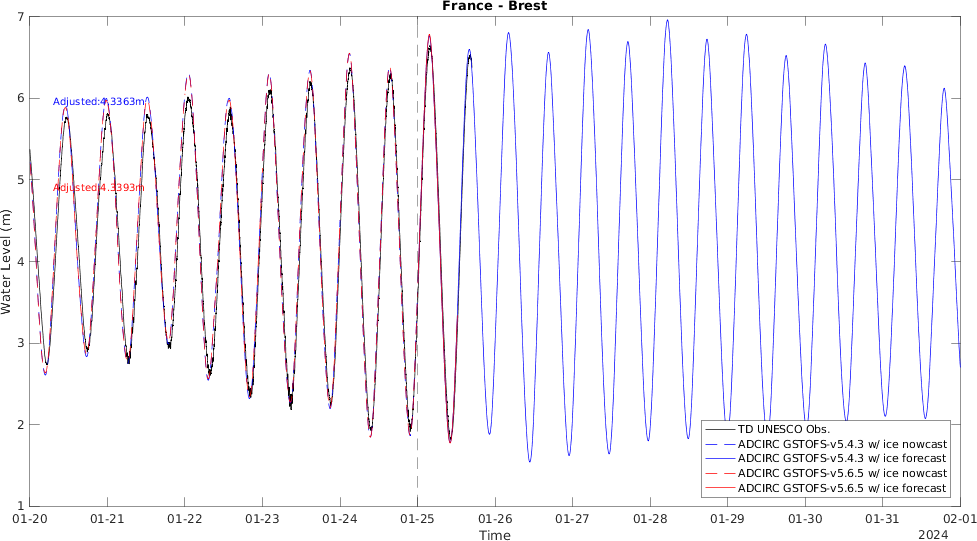 France - Brest
7
6
5
4
3
2
1
Water Level (m)
Adjusted:4.3363m
Adjusted:4.3393m
TD UNESCO Obs.
ADCIRC GSTOFS-v5.4.3 w/ ice nowcast
ADCIRC GSTOFS-v5.4.3 w/ ice forecast
ADCIRC GSTOFS-v5.6.5 w/ ice nowcast
ADCIRC GSTOFS-v5.6.5 w/ ice forecast
01-20 01-21 01-22 01-23 01-24 01-25 01-26 01-27 01-28 01-29 01-30 01-31 02-01
Time
2024